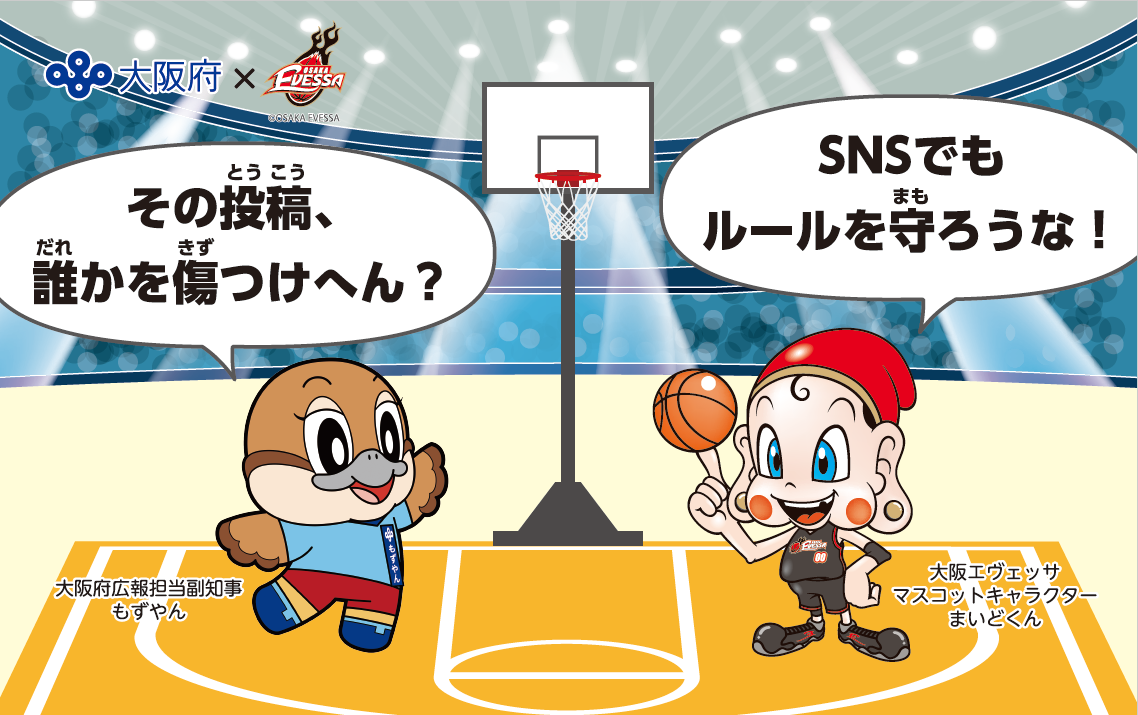 大阪府 × OSAKA EVESSA
©OSAKA EVESSA
SNSでも
ルールを守ろうな！
まも
とう こう
その投稿、
だれ きず
誰かを傷つけへん？
もずやん
EVESSA
00
大阪府広報担当副知事
もずやん
大阪エヴェッサ
マスコットキャラクター
まいどくん